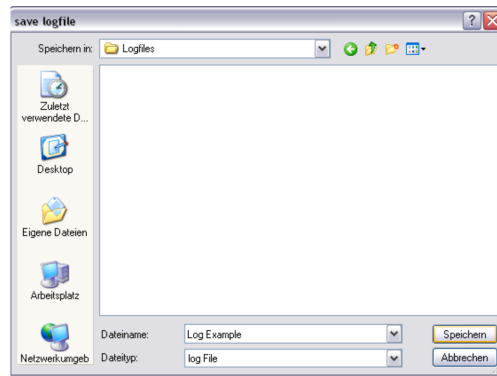 save logfile
Speichern in:
Logfiles
Zuletzt
verwendete D...
Desktop
Eigene Dateien
Arbeitsplatz
Netzwerkumgeb
Dateiname:
Log Example
Speichern
Dateityp:
log File
Abbrechen